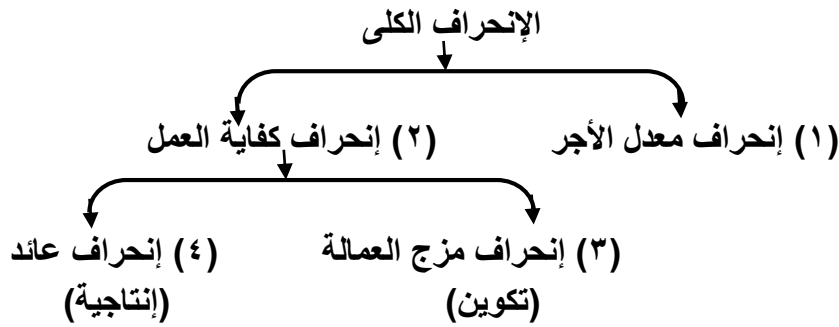 الإنحراف الكلى
(١) إنحراف معدل الأجر
(٢) إنحراف كفاية العمل
(٣) إنحراف مزج العمالة
(تكوين)
(٤) إنحراف عائد
(إنتاجية)